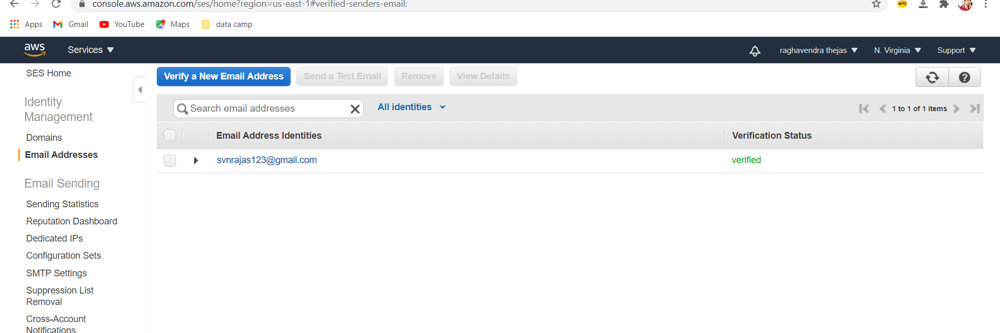 console.aws.amazon.com/ses/home?region=us-east-1#verified-senders-email:
Apps Gmail YouTube Maps data camp
aws Services raghavendra thejas N. Virginia Support
SES Home
Verify a New Email Address Send a Test Email Remove View Details
Identity
Management
Domains
Email Addresses
Email Sending
Sending Statistics
Reputation Dashboard
Dedicated IPs
Configuration Sets
SMTP Settings
Suppression List
Removal
Cross-Account
Notifications
Search email addresses All identities 1 to 1 of 1 items
Email Address Identities Verification Status
svnrajas123@gmail.com verified